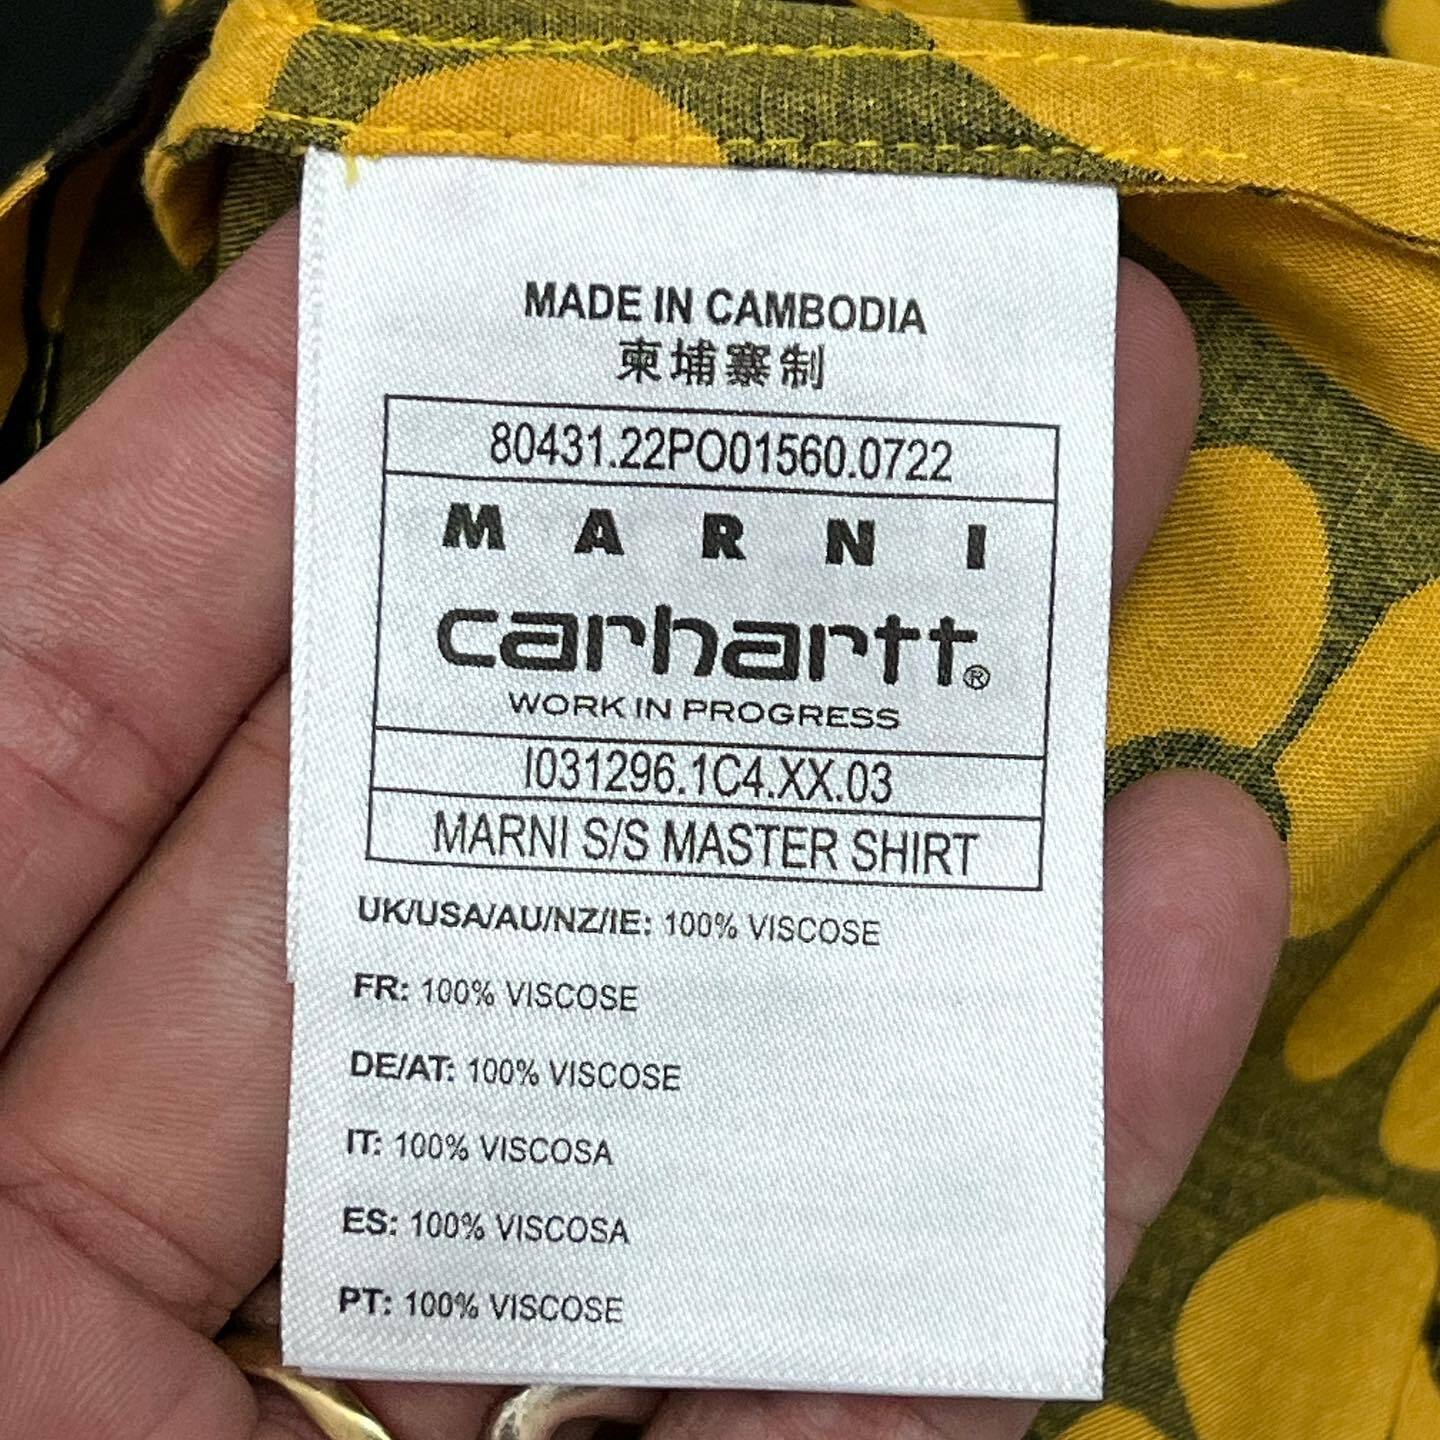 MADE IN CAMBODIA
柬埔寨制
80431.22PO01560.0722
MARNI
carhartt®
WORK IN PROGRESS
I031296.1C4.XX.03
MARNI S/S MASTER SHIRT
UK/USA/AU/NZ/IE: 100% VISCOSE
FR: 100% VISCOSE
DE/AT: 100% VISCOSE
IT: 100% VISCOSA
ES: 100% VISCOSA
PT: 100% VISCOSE